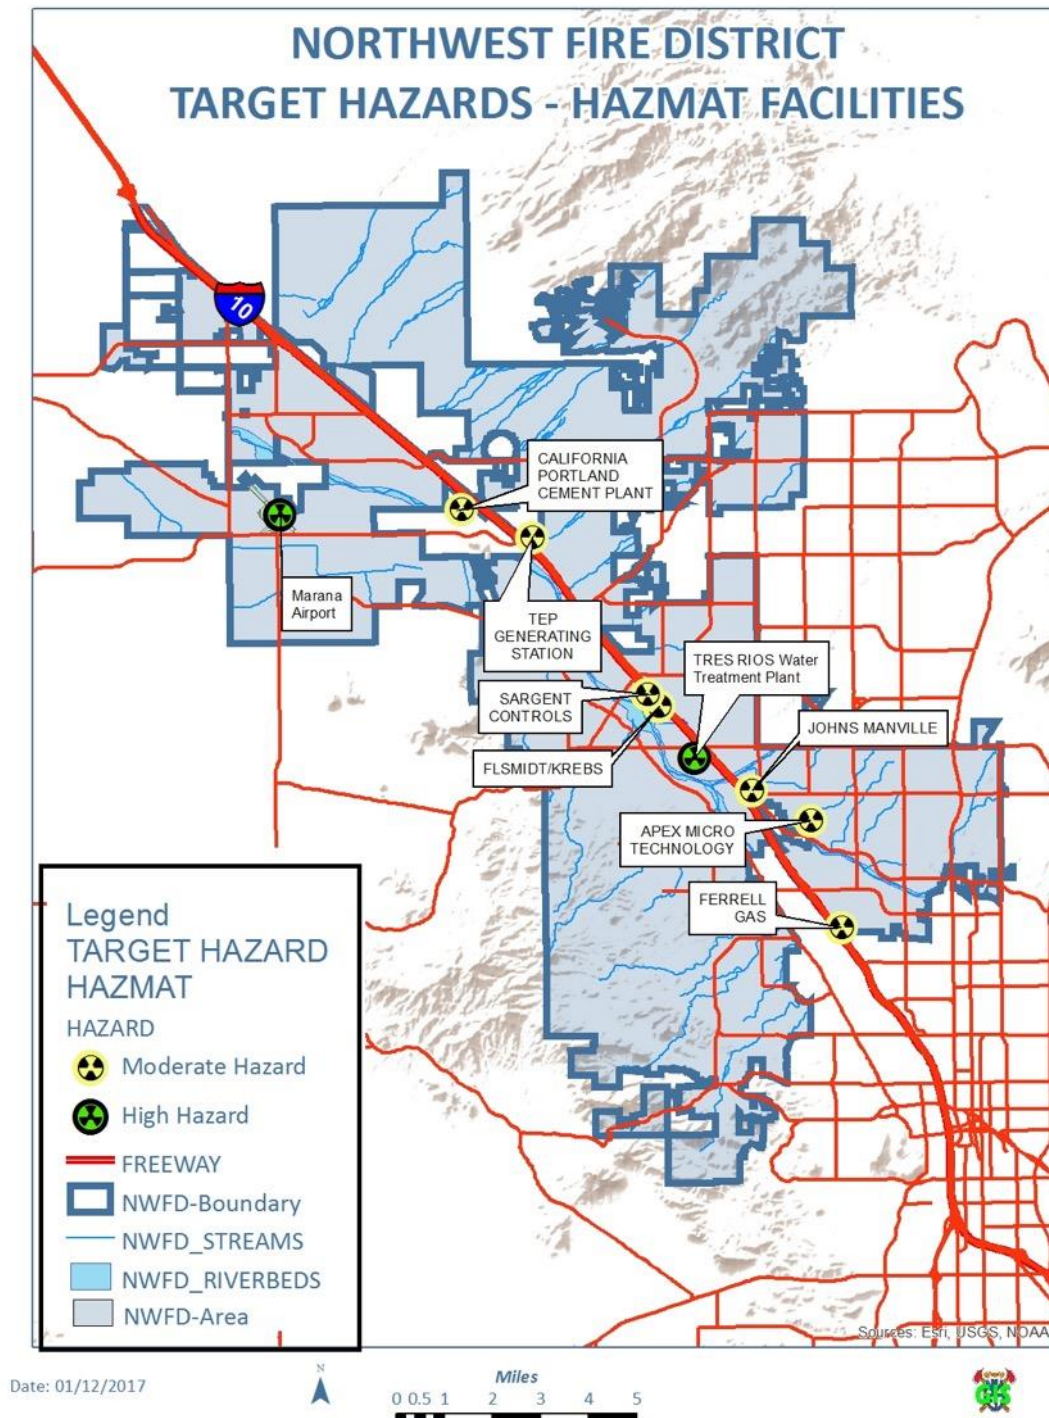 NORTHWEST FIRE DISTRICT
TARGET HAZARDS - HAZMAT FACILITIES
10
CALIFORNIA
PORTLAND
CEMENT PLANT
Marana
Airport
TEP
GENERATING
STATION
TRES RIOS Water
Treatment Plant
SARGENT
CONTROLS
JOHNS MANVILLE
FLSMIDT/KREBS
APEX MICRO
TECHNOLOGY
FERRELL
GAS
Legend
TARGET HAZARD
HAZMAT
HAZARD
Moderate Hazard
High Hazard
FREEWAY
NWFD-Boundary
NWFD_STREAMS
NWFD_RIVERBEDS
NWFD-Area
Sources: Esri, USGS, NOAA
Date: 01/12/2017
N
Miles
0 0.5 1 2 3 4 5
GIS